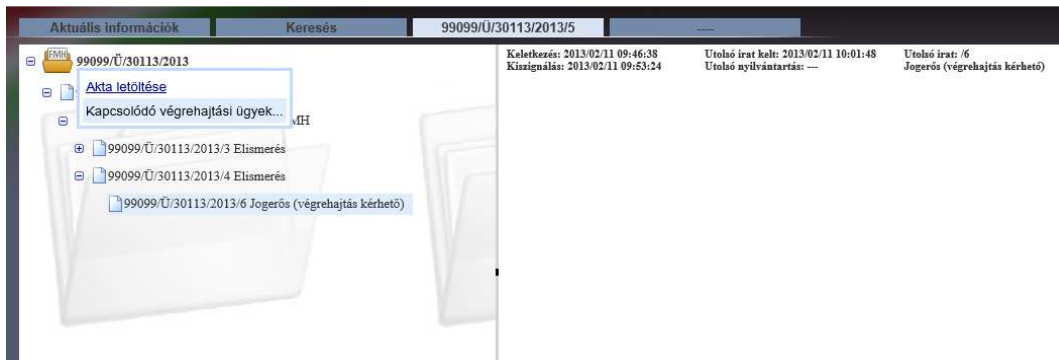 Aktuális információk
Keresés
99099/Ü/30113/2013/5
----
FMH
99099/Ü/30113/2013
Akta letöltése
Kapcsolódó végrehajtási ügyek...
MH
99099/Ü/30113/2013/3 Elismerés
99099/Ü/30113/2013/4 Elismerés
99099/Ü/30113/2013/6 Jogerős (végrehajtás kérhető)
Keletkezés: 2013/02/11 09:46:38
Kiszignálás: 2013/02/11 09:53:24
Utolsó irat kelt: 2013/02/11 10:01:48
Utolsó nyilvántartás: ---
Utolsó irat: /6
Jogerős (végrehajtás kérhető)